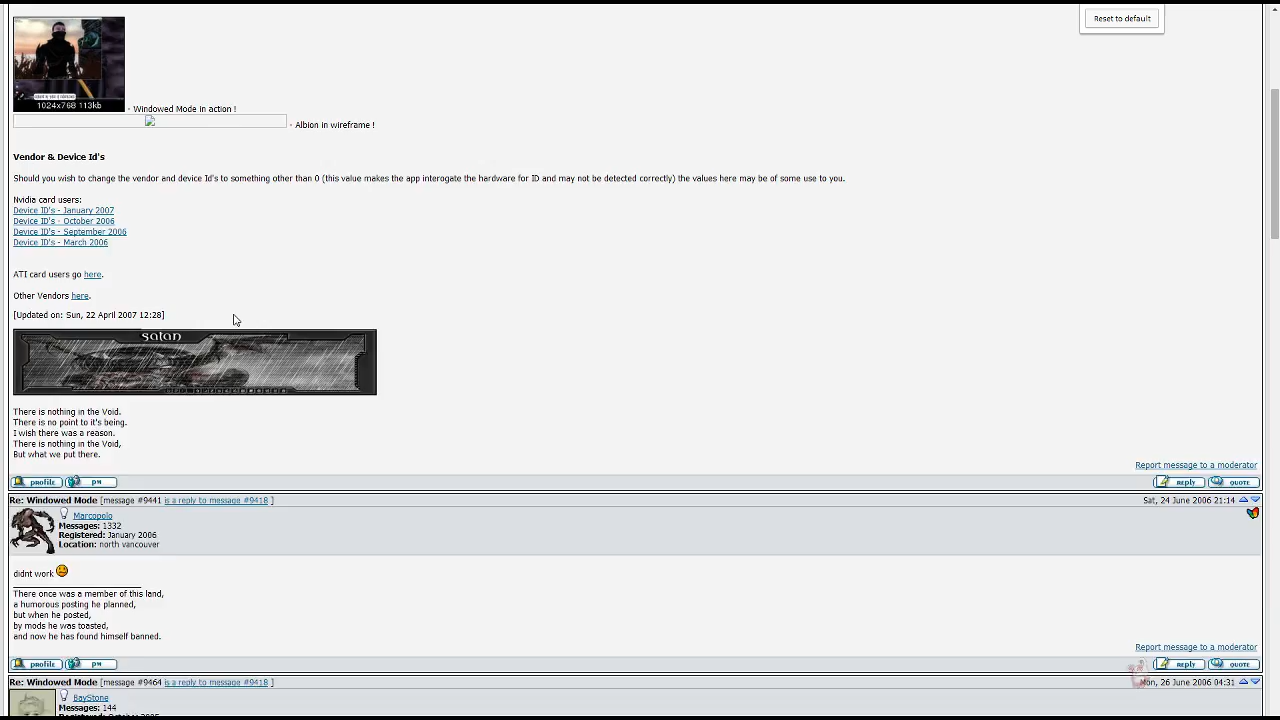 Reset to default
1024x768 113kb
- Windowed Mode in action !
- Albion in wireframe !
Vendor & Device Id's
Should you wish to change the vendor and device Id's to something other than 0 (this value makes the app interogate the hardware for ID and may not be detected correctly) the values here may be of some use to you.
Nvidia card users:
Device ID's - January 2007
Device ID's - October 2006
Device ID's - September 2006
Device ID's - March 2006
ATI card users go here.
Other Vendors here.
[Updated on: Sun, 22 April 2007 12:28]
satan
There is nothing in the Void.
There is no point to it's being.
I wish there was a reason.
There is nothing in the Void,
But what we put there.
Report message to a moderator
profile pm reply quote
Re: Windowed Mode [message #9441 is a reply to message #9418 ] Sat, 24 June 2006 21:14
Marcopolo
Messages: 1332
Registered: January 2006
Location: north vancouver
didnt work
There once was a member of this land,
a humorous posting he planned,
but when he posted,
by mods he was toasted,
and now he has found himself banned.
Report message to a moderator
profile pm reply quote
Re: Windowed Mode [message #9464 is a reply to message #9418 ] Mon, 26 June 2006 04:31
BayStone
Messages: 144